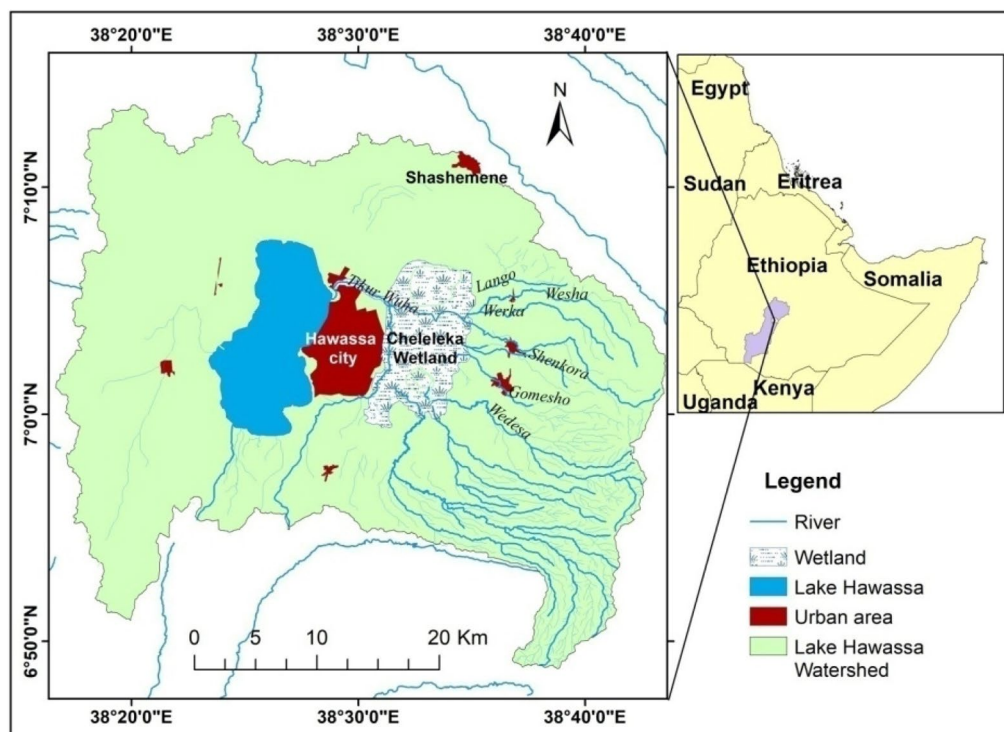 38°20'0"E
38°30'0"E
38°40'0"E
N
7°10'0"N
7°0'0"N
6°50'0"N
Shashemene
Tikur Wuha
Lango
Wesha
Werka
Hawassa
city
Cheleleka
Wetland
Shenkora
Gomesho
Wedesa
0 5 10 20 Km
38°20'0"E
38°30'0"E
38°40'0"E
Egypt
Sudan
Eritrea
Ethiopia
Somalia
Kenya
Uganda
Legend
River
Wetland
Lake Hawassa
Urban area
Lake Hawassa
Watershed